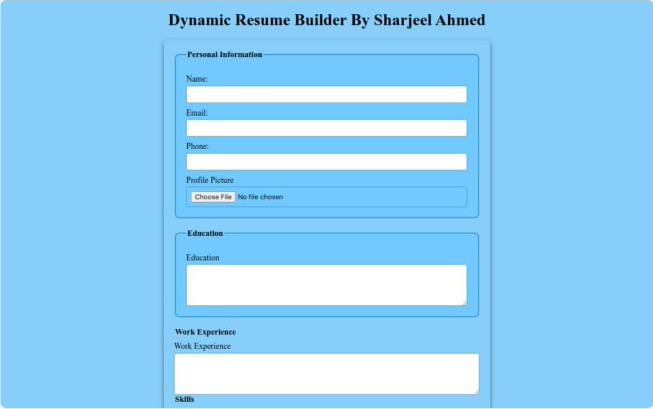 Dynamic Resume Builder By Sharjeel Ahmed
Personal Information
Name:
Email:
Phone:
Profile Picture
Choose File No file chosen
Education
Education
Work Experience
Work Experience
Skills